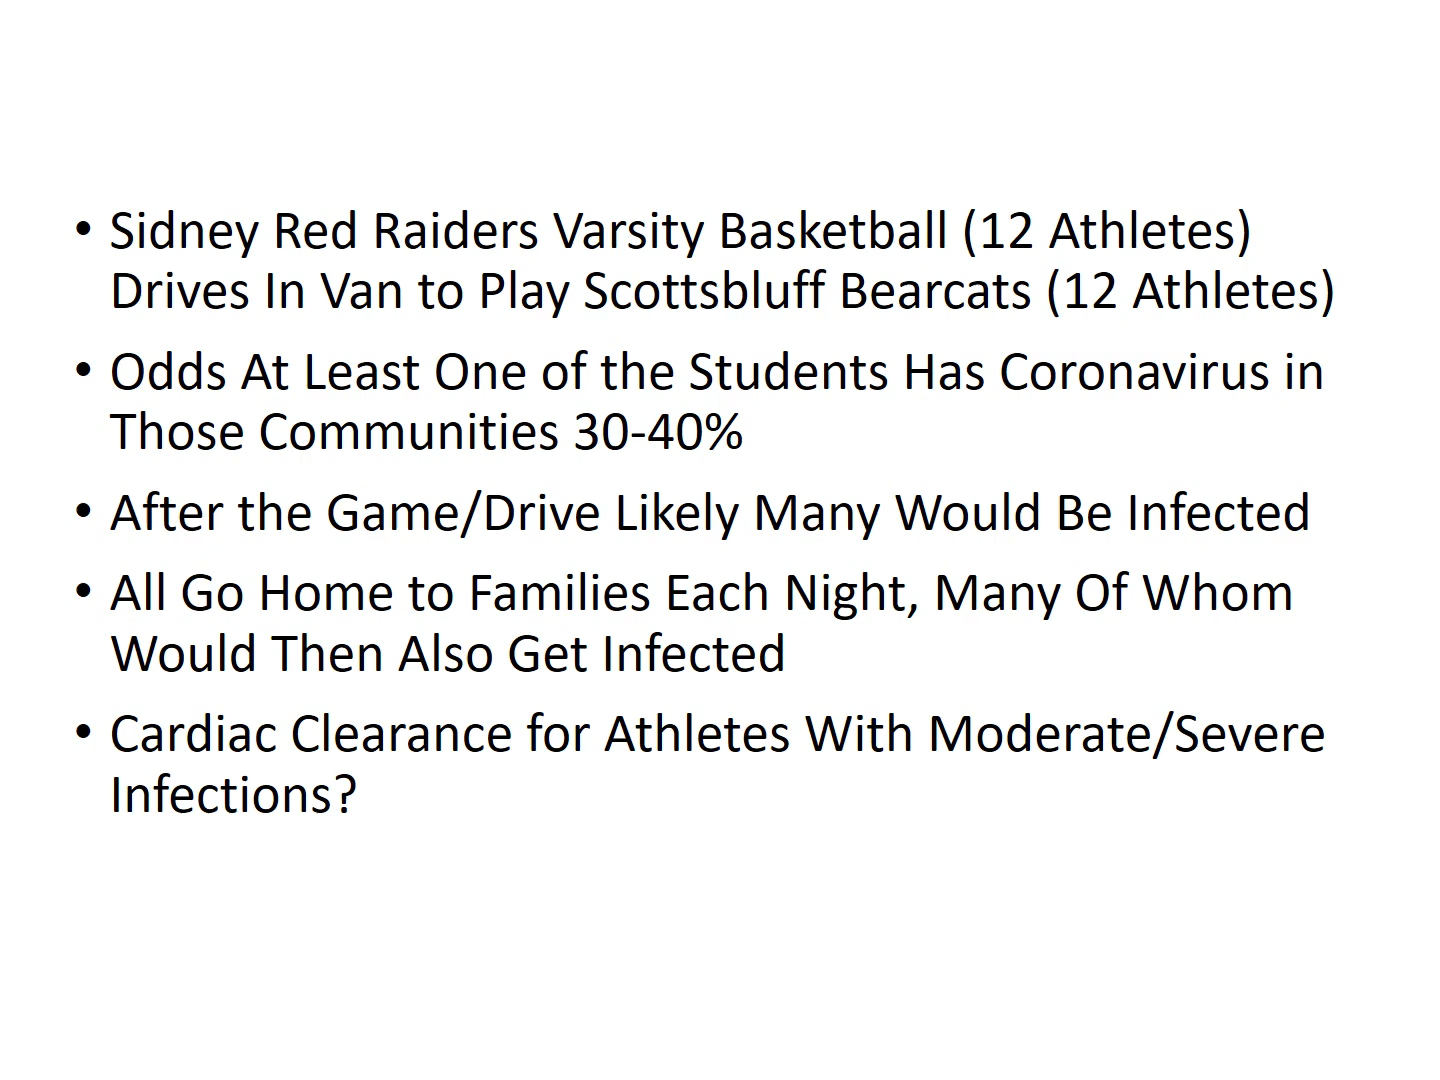 • Sidney Red Raiders Varsity Basketball (12 Athletes)
Drives In Van to Play Scottsbluff Bearcats (12 Athletes)
• Odds At Least One of the Students Has Coronavirus in
Those Communities 30-40%
• After the Game/Drive Likely Many Would Be Infected
• All Go Home to Families Each Night, Many Of Whom
Would Then Also Get Infected
• Cardiac Clearance for Athletes With Moderate/Severe
Infections?